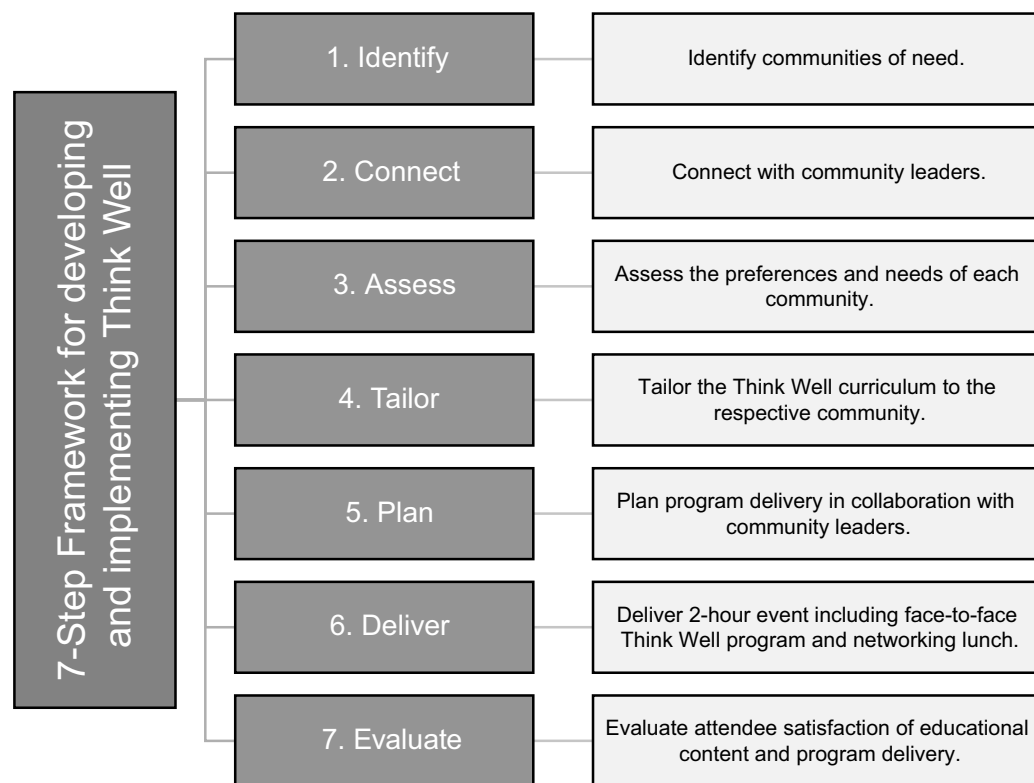 7-Step Framework for developing
and implementing Think Well
1. Identify
Identify communities of need.
2. Connect
Connect with community leaders.
3. Assess
Assess the preferences and needs of each
community.
4. Tailor
Tailor the Think Well curriculum to the
respective community.
5. Plan
Plan program delivery in collaboration with
community leaders.
6. Deliver
Deliver 2-hour event including face-to-face
Think Well program and networking lunch.
7. Evaluate
Evaluate attendee satisfaction of educational
content and program delivery.